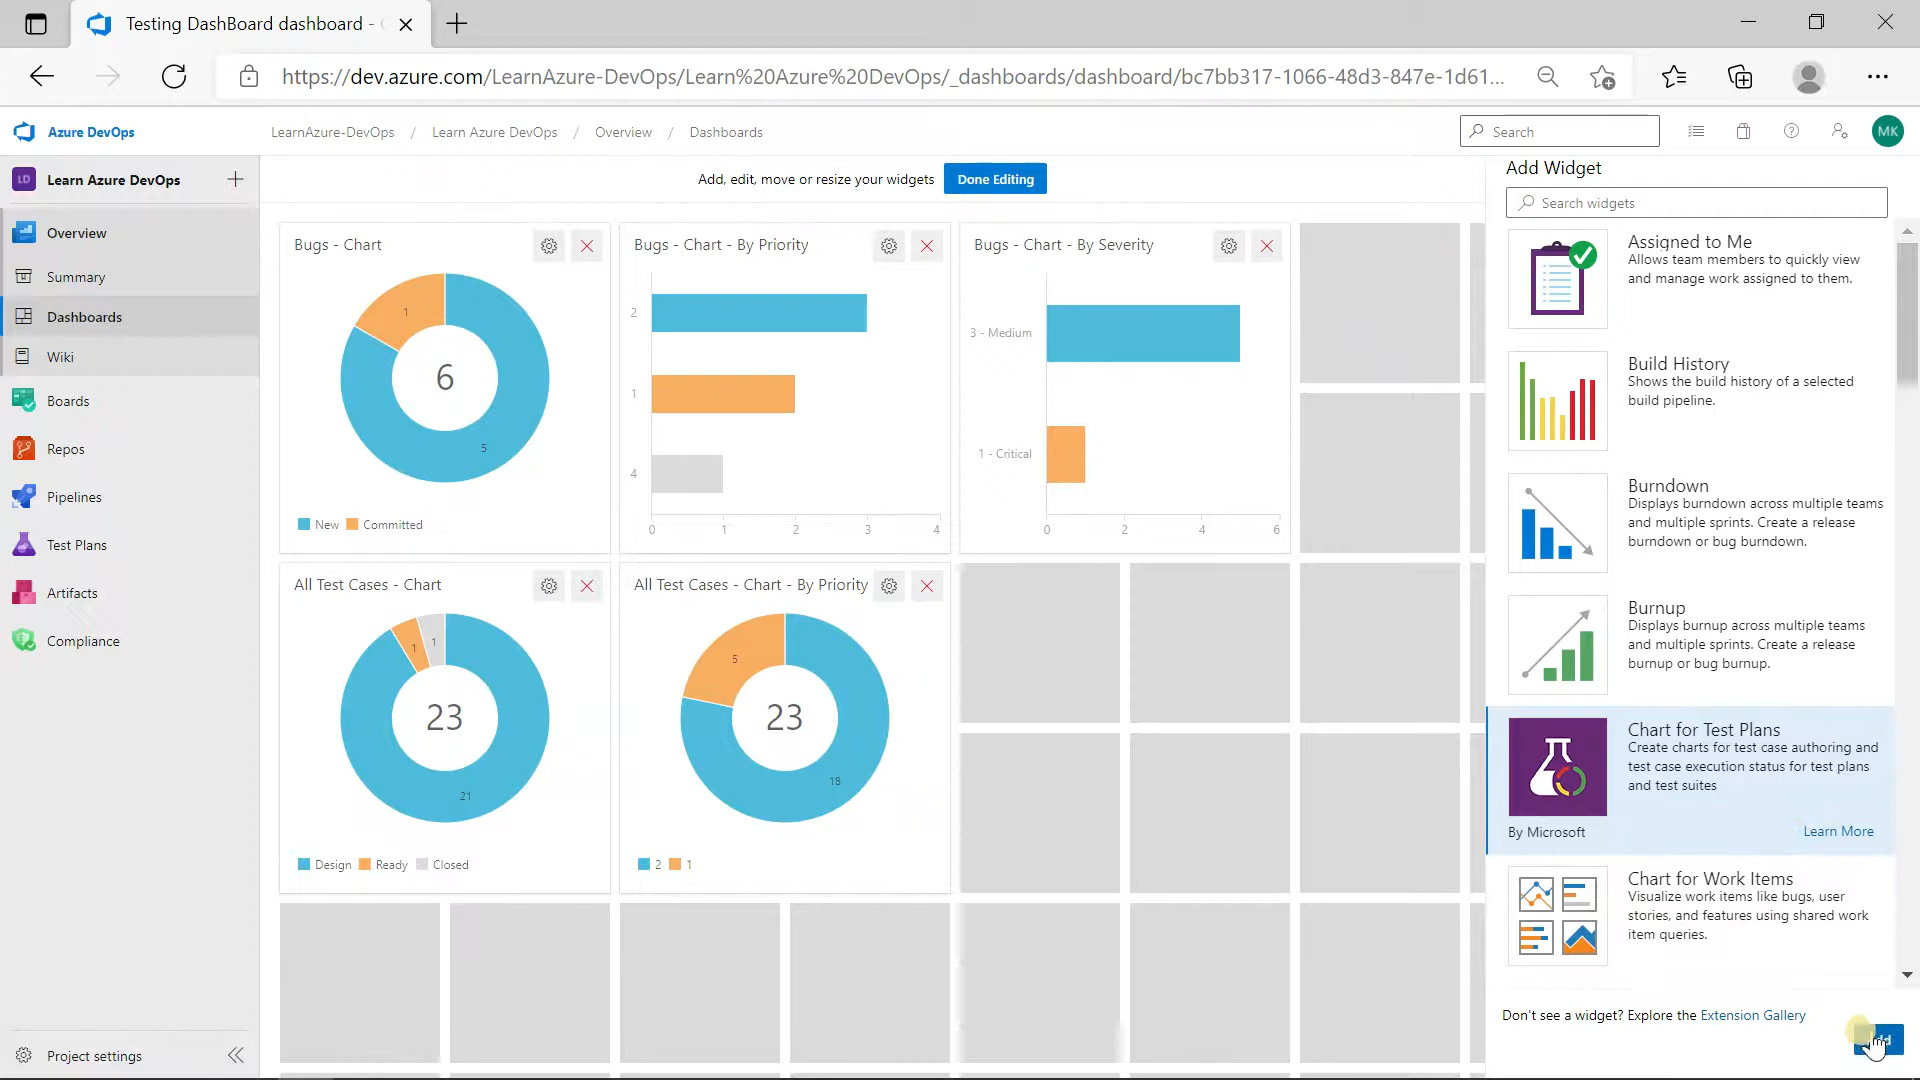 Testing DashBoard dashboard -
https://dev.azure.com/LearnAzure-DevOps/Learn%20Azure%20DevOps/_dashboards/dashboard/bc7bb317-1066-48d3-847e-1d61...
Azure DevOps
LearnAzure-DevOps / Learn Azure DevOps / Overview / Dashboards
Search
MK
LD Learn Azure DevOps
Overview
Summary
Dashboards
Wiki
Boards
Repos
Pipelines
Test Plans
Artifacts
Compliance
Project settings
Add, edit, move or resize your widgets Done Editing
Bugs - Chart
1
6
5
New Committed
Bugs - Chart - By Priority
2
1
4
0 1 2 3 4
Bugs - Chart - By Severity
3 - Medium
1 - Critical
0 2 4 6
All Test Cases - Chart
1 1
23
21
Design Ready Closed
All Test Cases - Chart - By Priority
5
23
18
2 1
Add Widget
Search widgets
Assigned to Me
Allows team members to quickly view
and manage work assigned to them.
Build History
Shows the build history of a selected
build pipeline.
Burndown
Displays burndown across multiple teams
and multiple sprints. Create a release
burndown or bug burndown.
Burnup
Displays burnup across multiple teams
and multiple sprints. Create a release
burnup or bug burnup.
Chart for Test Plans
Create charts for test case authoring and
test case execution status for test plans
and test suites
By Microsoft Learn More
Chart for Work Items
Visualize work items like bugs, user
stories, and features using shared work
item queries.
Don't see a widget? Explore the Extension Gallery